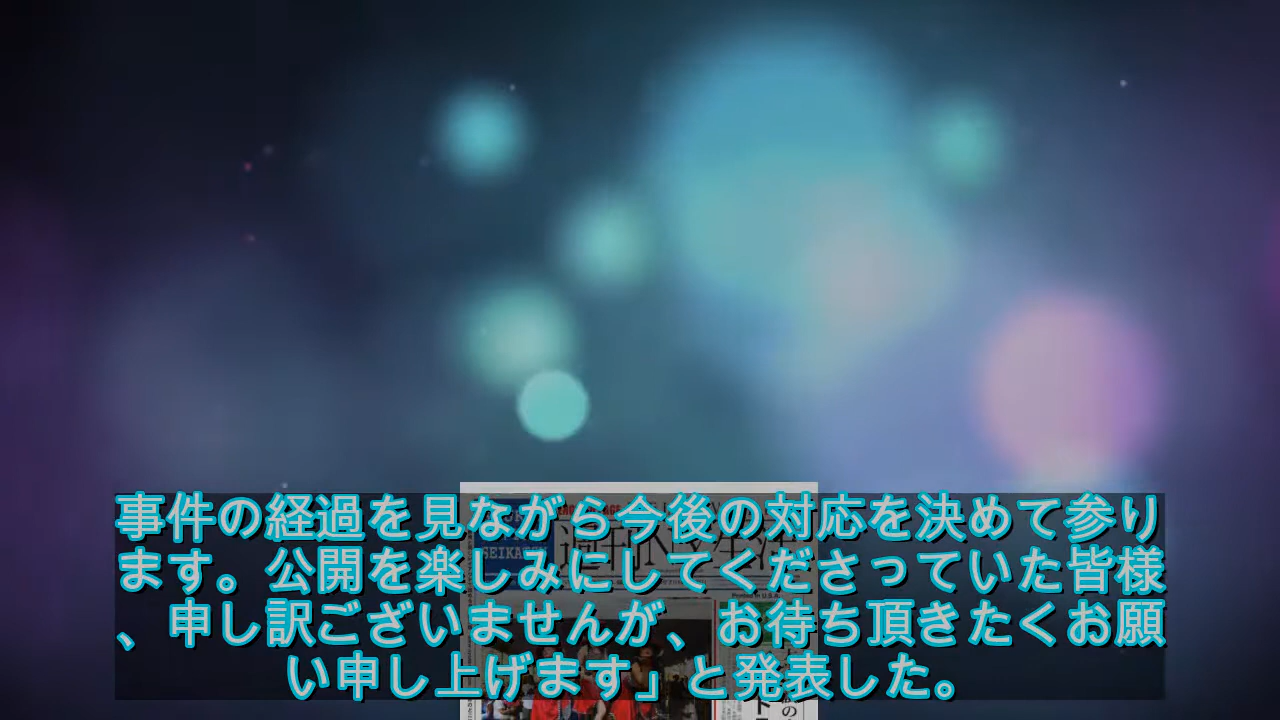 事件の経過を見ながら今後の対応を決めて参り
ます。公開を楽しみにしてくださっていた皆様
、申し訳ございませんが、お待ち頂きたくお願
い申し上げます」と発表した。